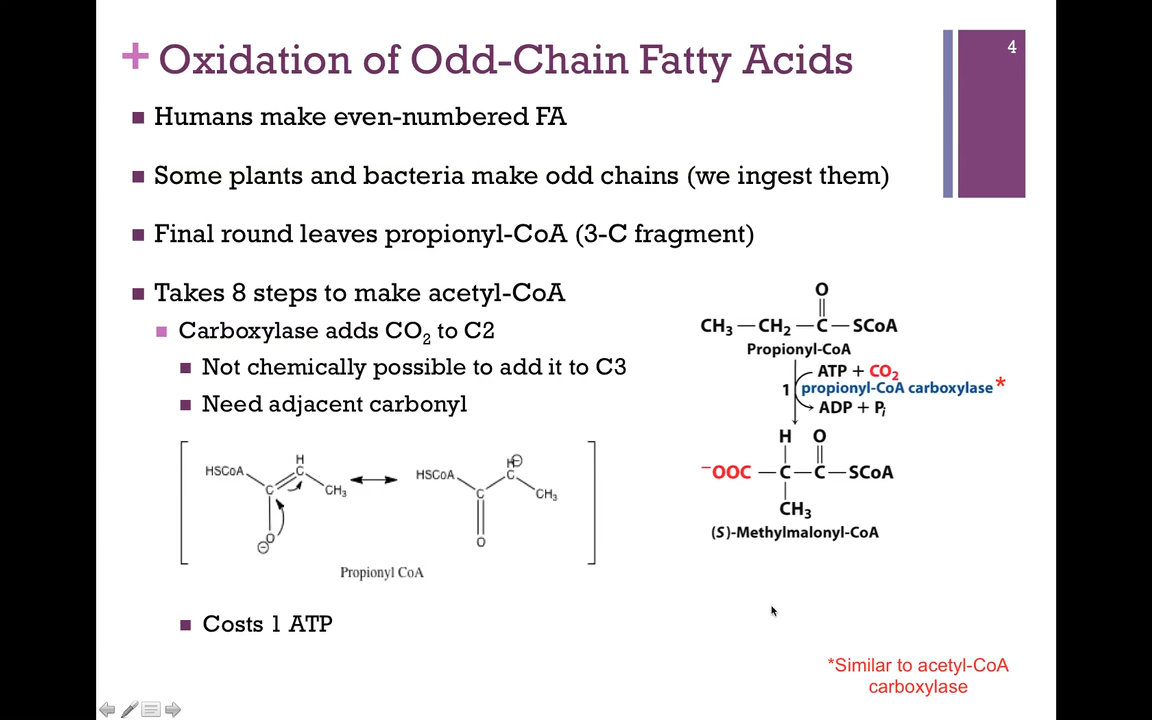 4
+ Oxidation of Odd-Chain Fatty Acids
■ Humans make even-numbered FA
■ Some plants and bacteria make odd chains (we ingest them)
■ Final round leaves propionyl-CoA (3-C fragment)
■ Takes 8 steps to make acetyl-CoA
■ Carboxylase adds CO₂ to C2
■ Not chemically possible to add it to C3
■ Need adjacent carbonyl
HSCoA C H C CH₃ O ⊖
HSCoA C H ⊖ C CH₃ O
Propionyl CoA
■ Costs 1 ATP
O
CH₃—CH₂—C—SCoA
Propionyl-CoA
ATP + CO₂
1 propionyl-CoA carboxylase*
ADP + Pi
H O
⁻OOC—C—C—SCoA
CH₃
(S)-Methylmalonyl-CoA
*Similar to acetyl-CoA
carboxylase